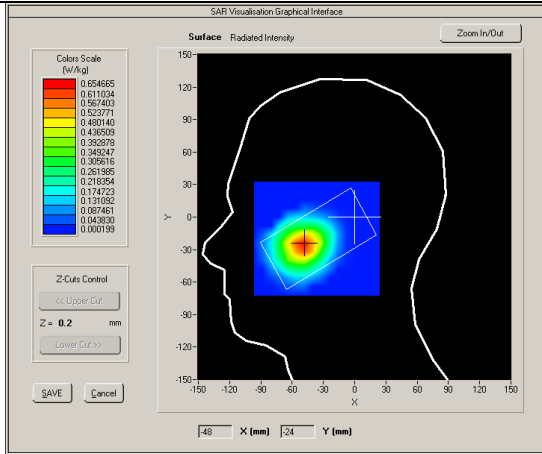 SAR Visualisation Graphical Interface
Surface Radiated Intensity
Zoom In/Out
Colors Scale
(W/kg)
0.654665
0.611034
0.567403
0.523771
0.480140
0.436509
0.392878
0.349247
0.305616
0.261985
0.218354
0.174723
0.131092
0.087461
0.043830
0.000199
Z-Cuts Control
<< Upper Cut
Z = 0.2 mm
Lower Cut >>
SAVE Cancel
150
120
90
60
30
0
-30
-60
-90
-120
-150
Y
-150 -120 -90 -60 -30 0 30 60 90 120 150
X
-48 X (mm) -24 Y (mm)